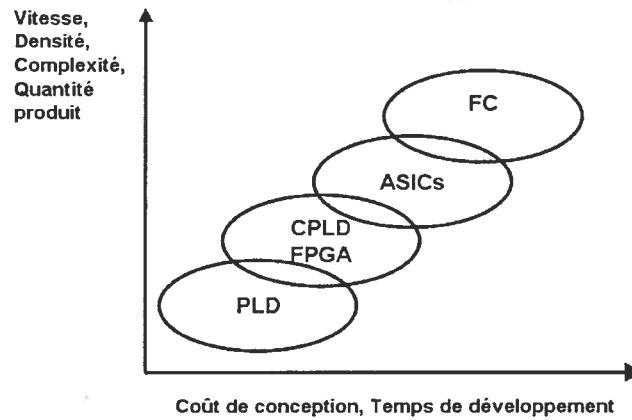 Vitesse,
Densité,
Complexité,
Quantité
produit
FC
ASICs
CPLD
FPGA
PLD
Coût de conception, Temps de développement